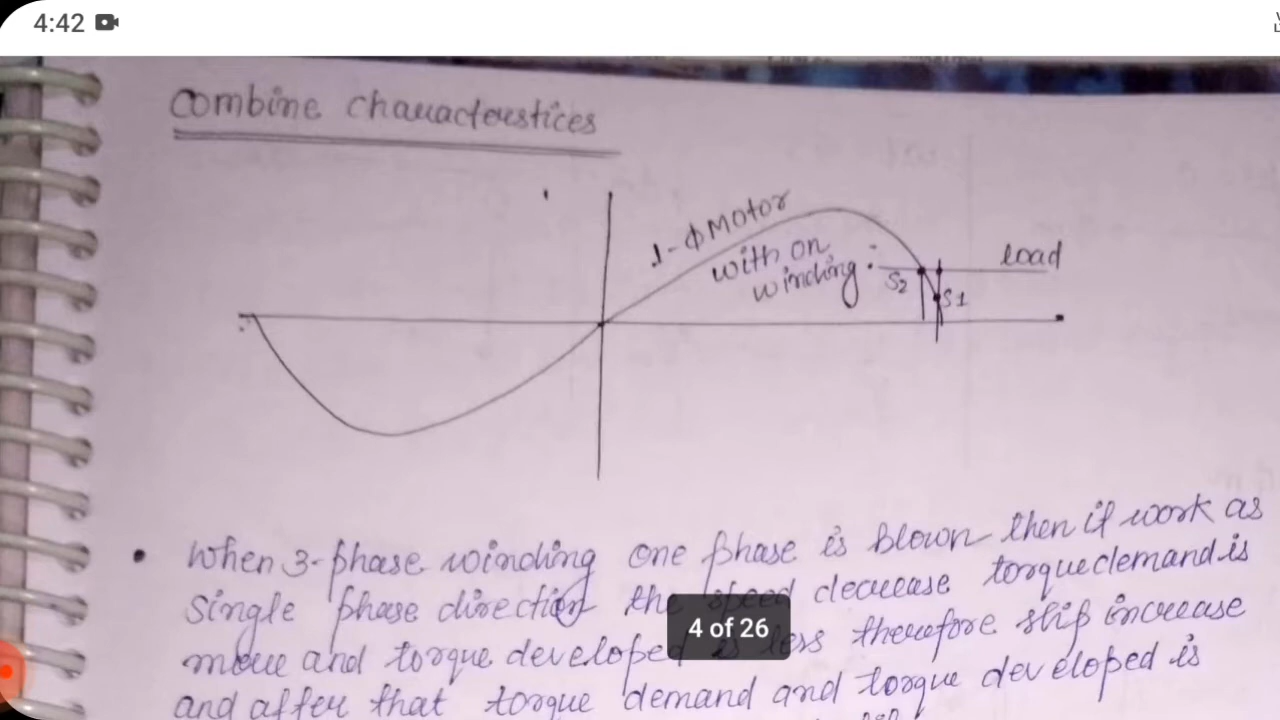 4:42
Combine characterstices
1-ΦMotor
with on
winding
load
S2
S1
• When 3-phase winding one phase is blown then it work as
single phase direction the speed decrease torque demand is
more and torque developed is less therefore slip increase
and after that torque demand and torque developed is
4 of 26